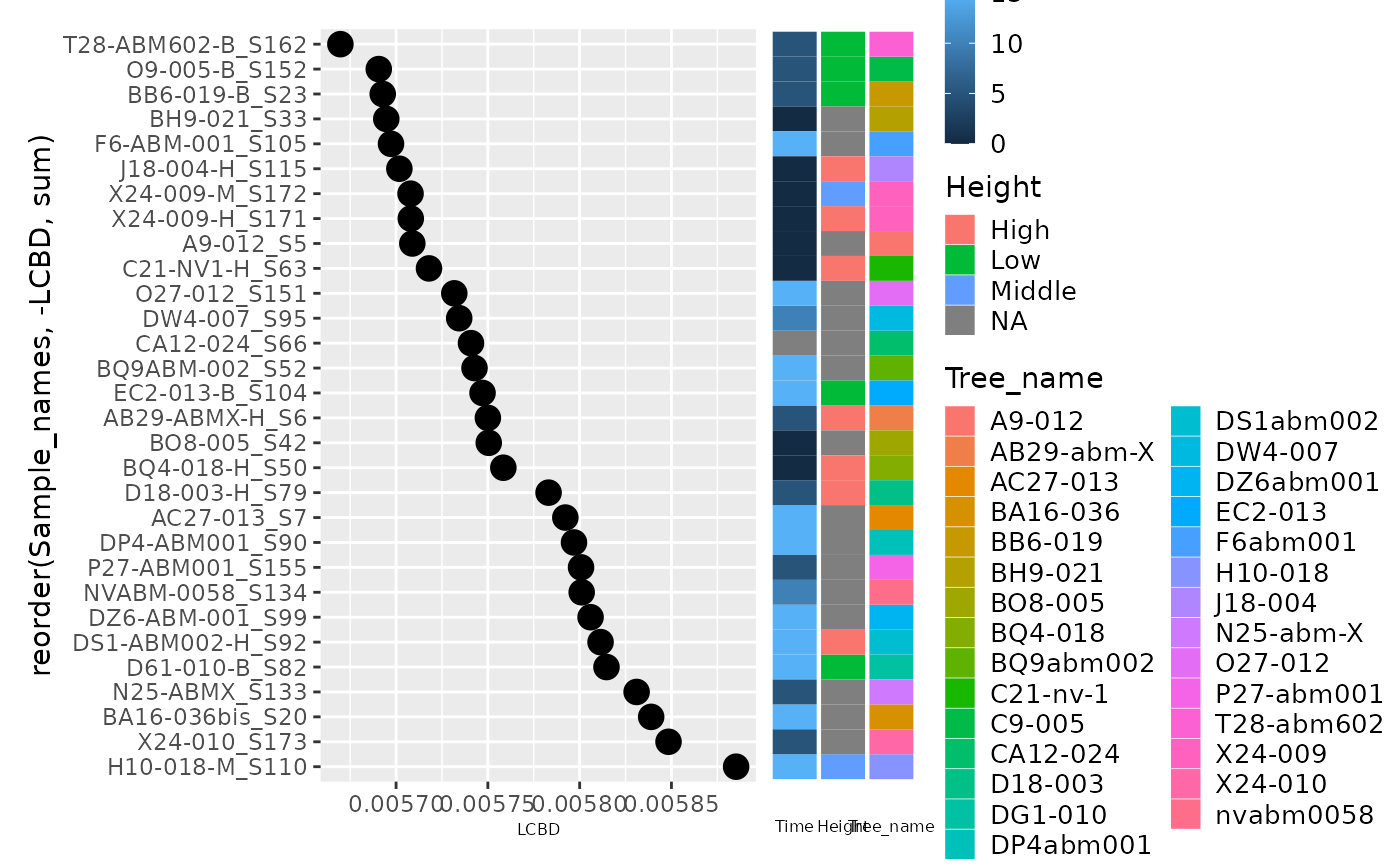 reorder(Sample_names, -LCBD, sum)
T28-ABM602-B_S162
O9-005-B_S152
BB6-019-B_S23
BH9-021_S33
F6-ABM-001_S105
J18-004-H_S115
X24-009-M_S172
X24-009-H_S171
A9-012_S5
C21-NV1-H_S63
O27-012_S151
DW4-007_S95
CA12-024_S66
BQ9ABM-002_S52
EC2-013-B_S104
AB29-ABMX-H_S6
BO8-005_S42
BQ4-018-H_S50
D18-003-H_S79
AC27-013_S7
DP4-ABM001_S90
P27-ABM001_S155
NVABM-0058_S134
DZ6-ABM-001_S99
DS1-ABM002-H_S92
D61-010-B_S82
N25-ABMX_S133
BA16-036bis_S20
X24-010_S173
H10-018-M_S110
0.00570 0.00575 0.00580 0.00585
LCBD
Time Height Tree_name
10
5
0
Height
High
Low
Middle
NA
Tree_name
A9-012
AB29-abm-X
AC27-013
BA16-036
BB6-019
BH9-021
BO8-005
BQ4-018
BQ9abm002
C21-nv-1
C9-005
CA12-024
D18-003
DG1-010
DP4abm001
DS1abm002
DW4-007
DZ6abm001
EC2-013
F6abm001
H10-018
J18-004
N25-abm-X
O27-012
P27-abm001
T28-abm602
X24-009
X24-010
nvabm0058